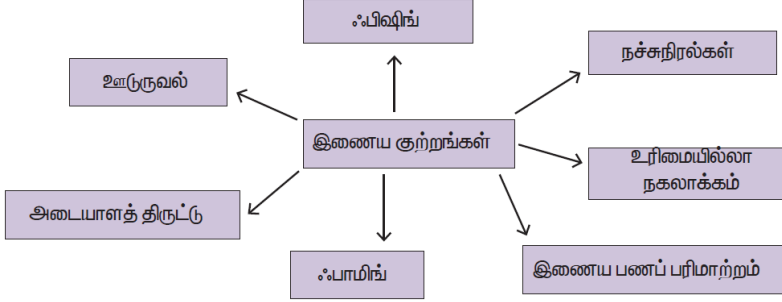 ஃபிஷிங்
நச்சுநிரல்கள்
ஊடுருவல்
இணைய குற்றங்கள்
உரிமையில்லா
நகலாக்கம்
அடையாளத் திருட்டு
ஃபாமிங்
இணைய பணப் பரிமாற்றம்